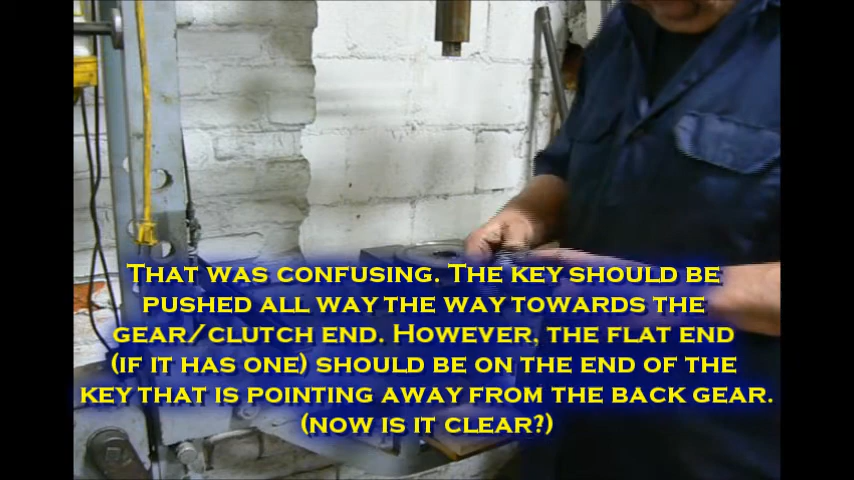 That was confusing. The key should be
pushed all way the way towards the
gear/clutch end. However, the flat end
(if it has one) should be on the end of the
key that is pointing away from the back gear.
(now is it clear?)